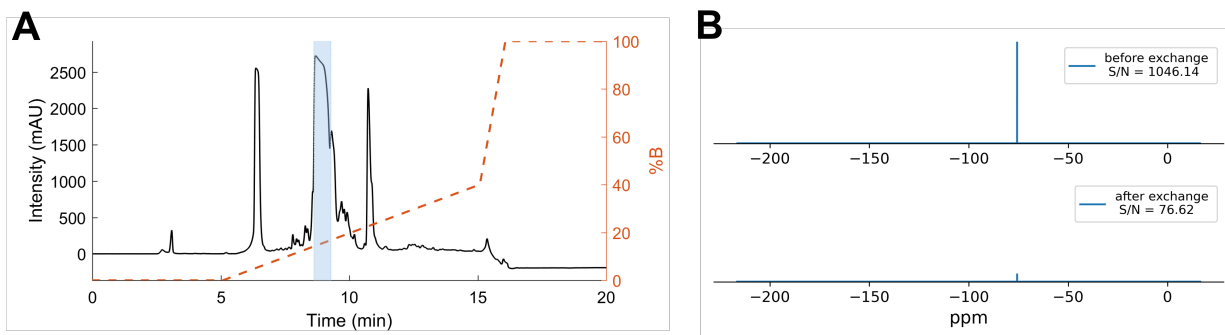 A
Intensity (mAU)
2500
2000
1500
1000
500
0
0
5
10
15
20
Time (min)
100
80
60
40
20
0
%B
B
before exchange
S/N = 1046.14
−200
−150
−100
−50
0
after exchange
S/N = 76.62
−200
−150
−100
−50
0
ppm